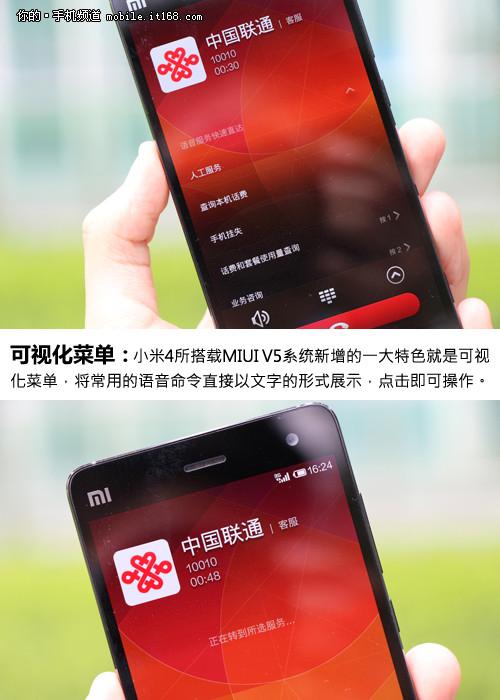 你的·手机频道 mobile.it168.com
mi
中国联通 | 客服
10010
00:30
语音服务快速直达
人工服务
查询本机话费
手机挂失 按1 >
话费和套餐使用量查询 按2 >
业务咨询
可视化菜单：小米4所搭载MIUI V5系统新增的一大特色就是可视
化菜单，将常用的语音命令直接以文字的形式展示，点击即可操作。
16:24
mi
中国联通 | 客服
10010
00:48
正在转到所选服务...